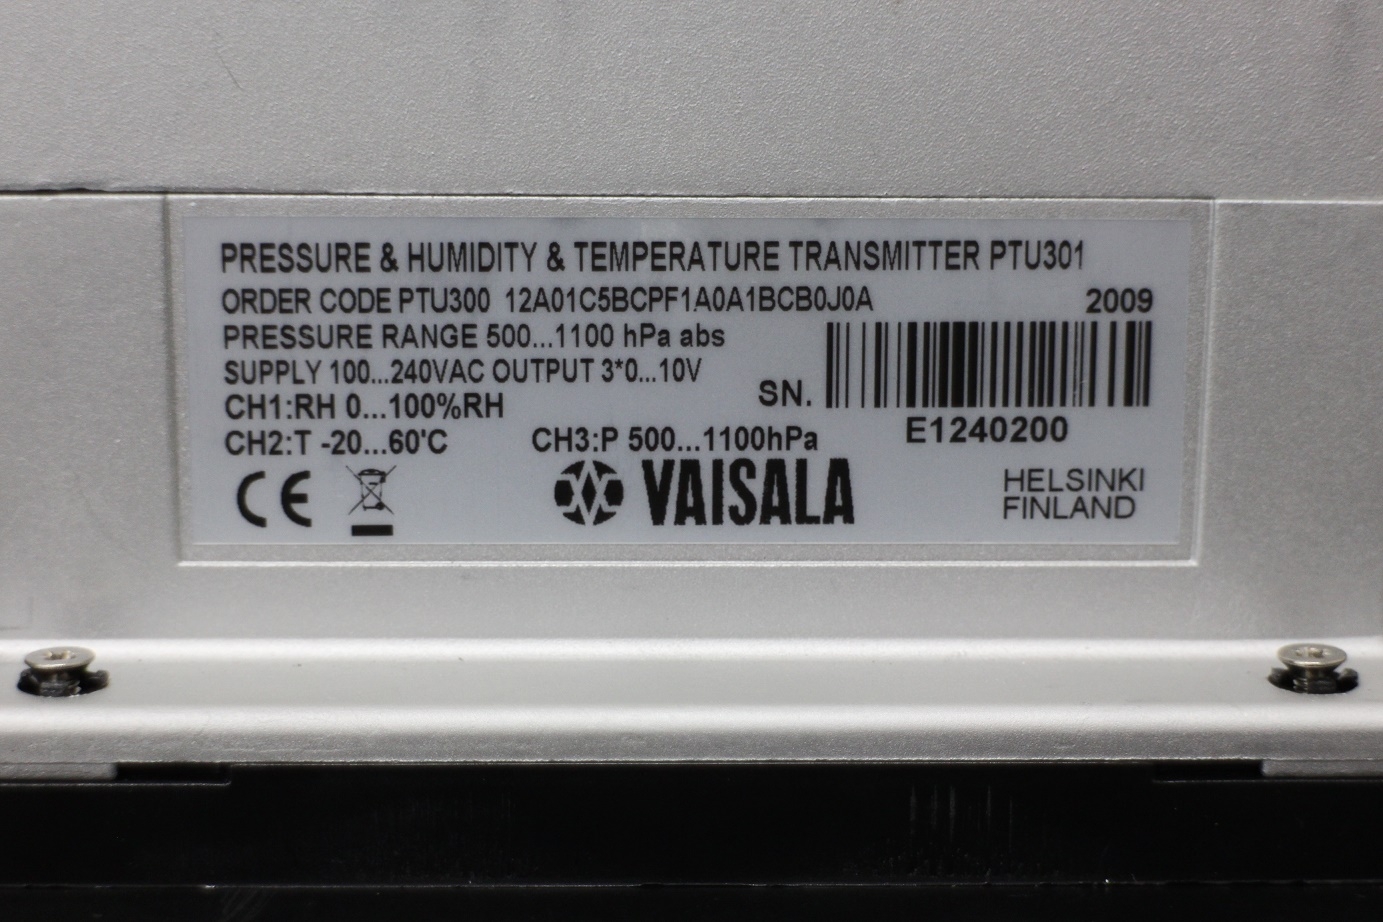 PRESSURE & HUMIDITY & TEMPERATURE TRANSMITTER PTU301
ORDER CODE PTU300 12A01C5BCPF1A0A1BCB0J0A 2009
PRESSURE RANGE 500...1100 hPa abs
SUPPLY 100...240VAC OUTPUT 3*0...10V
SN.
CH1:RH 0...100%RH
E1240200
CH2:T -20...60'C CH3:P 500...1100hPa
CE VAISALA HELSINKI
FINLAND